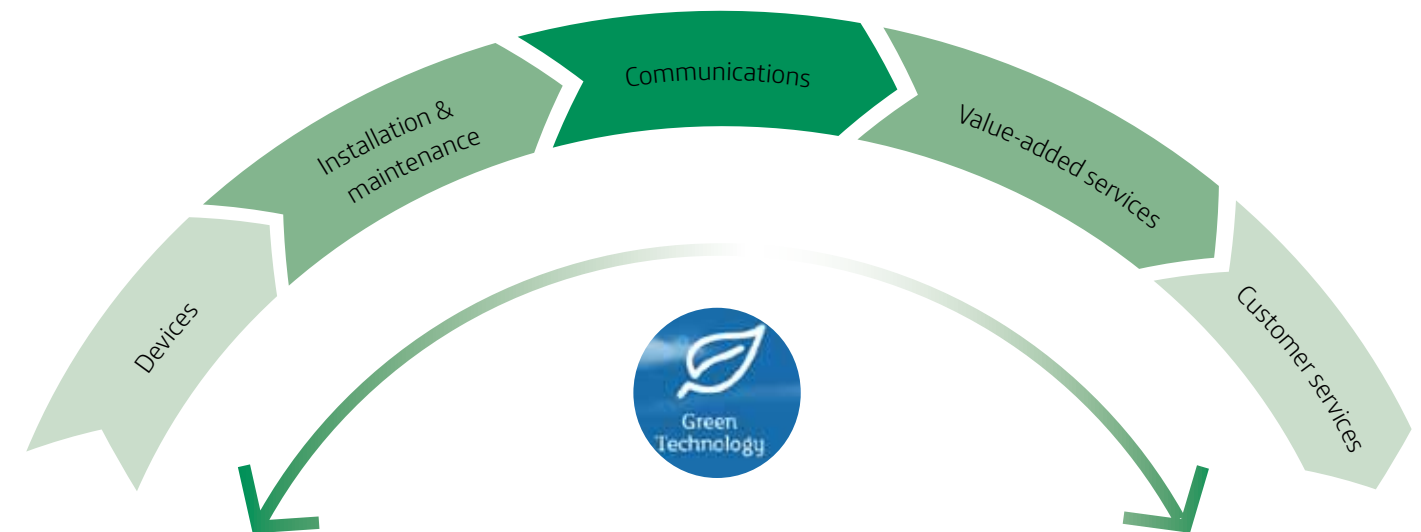 Devices
Installation &
maintenance
Communications
Value-added services
Customer services
Green
Technology